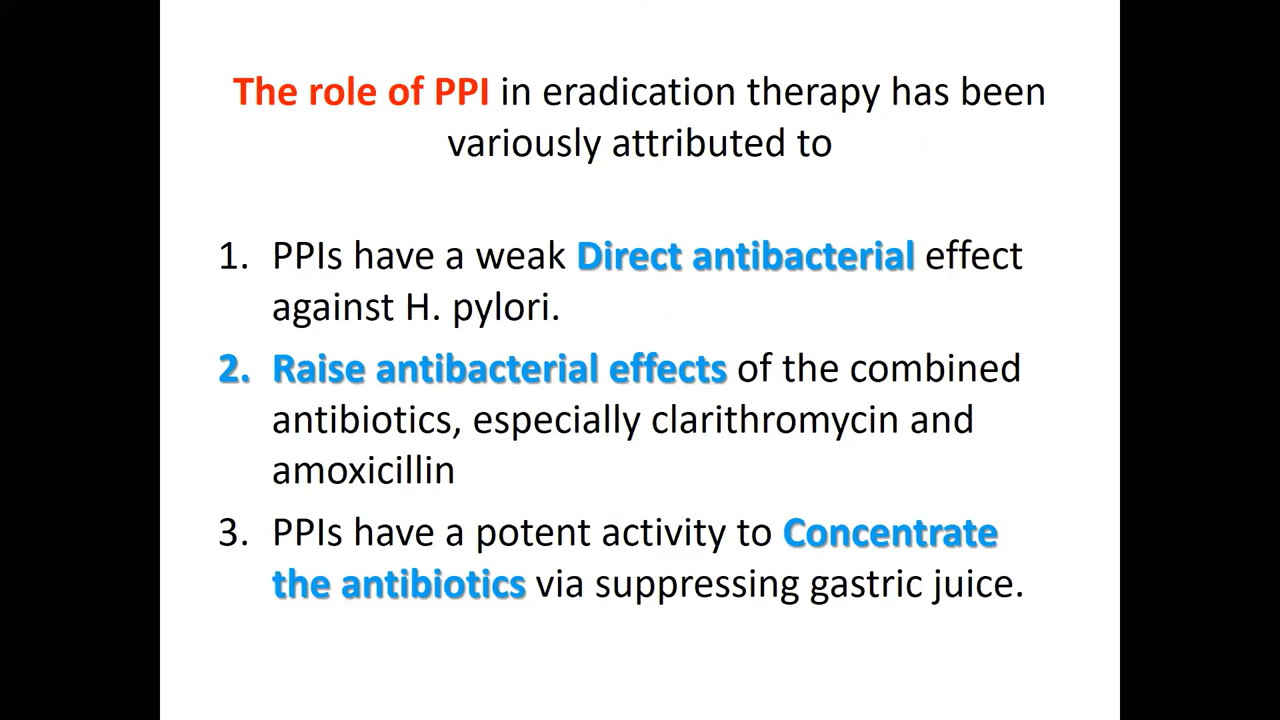 The role of PPI in eradication therapy has been
variously attributed to
1. PPIs have a weak Direct antibacterial effect
against H. pylori.
2. Raise antibacterial effects of the combined
antibiotics, especially clarithromycin and
amoxicillin
3. PPIs have a potent activity to Concentrate
the antibiotics via suppressing gastric juice.